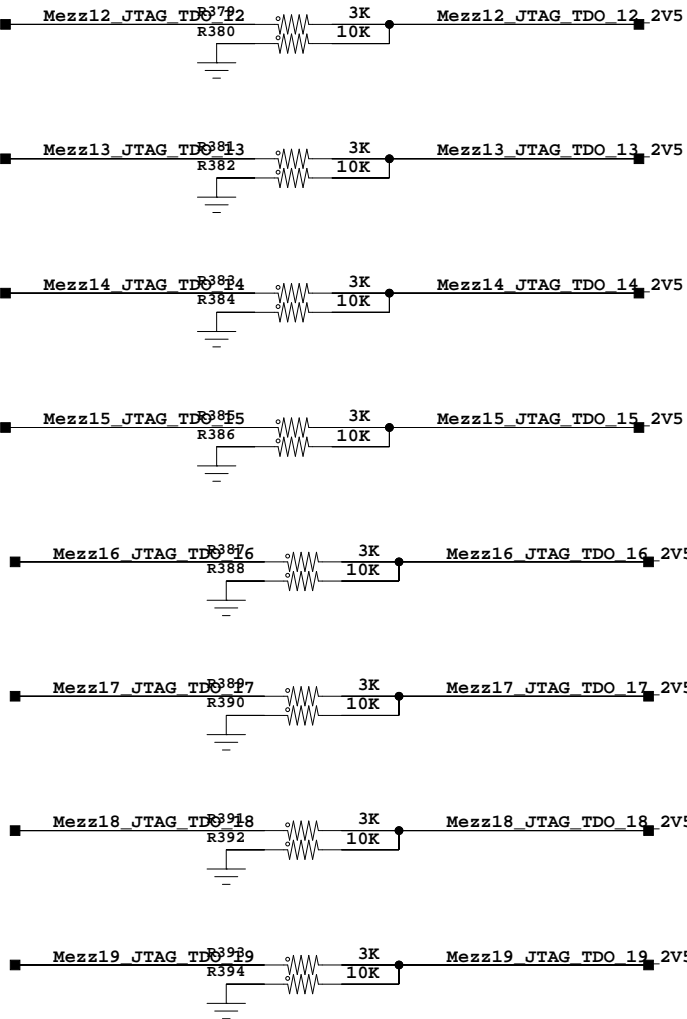 Mezz12_JTAG_TDO_12 R379 3K Mezz12_JTAG_TDO_12_2V5
R380 10K
Mezz13_JTAG_TDO_13 R381 3K Mezz13_JTAG_TDO_13_2V5
R382 10K
Mezz14_JTAG_TDO_14 R383 3K Mezz14_JTAG_TDO_14_2V5
R384 10K
Mezz15_JTAG_TDO_15 R385 3K Mezz15_JTAG_TDO_15_2V5
R386 10K
Mezz16_JTAG_TDO_16 R387 3K Mezz16_JTAG_TDO_16_2V5
R388 10K
Mezz17_JTAG_TDO_17 R389 3K Mezz17_JTAG_TDO_17_2V5
R390 10K
Mezz18_JTAG_TDO_18 R391 3K Mezz18_JTAG_TDO_18_2V5
R392 10K
Mezz19_JTAG_TDO_19 R393 3K Mezz19_JTAG_TDO_19_2V5
R394 10K